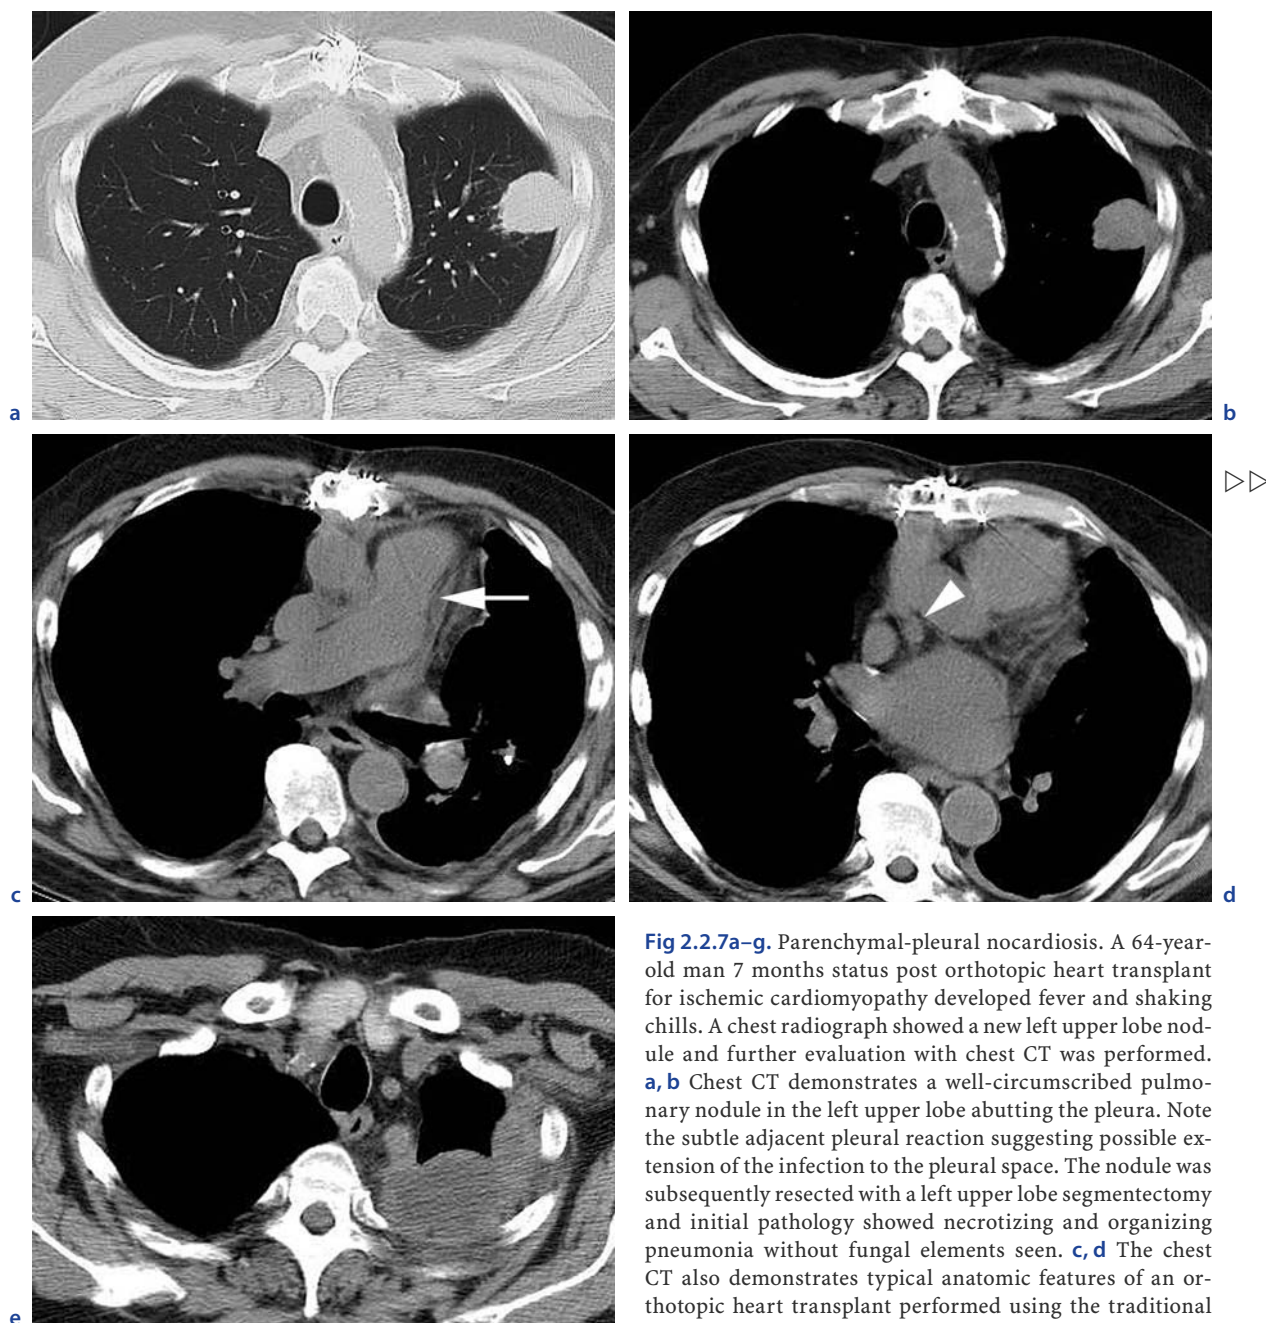 a
b
c
d
e
Fig 2.2.7a–g. Parenchymal-pleural nocardiosis. A 64-year-
old man 7 months status post orthotopic heart transplant
for ischemic cardiomyopathy developed fever and shaking
chills. A chest radiograph showed a new left upper lobe nod-
ule and further evaluation with chest CT was performed.
a, b Chest CT demonstrates a well-circumscribed pulmo-
nary nodule in the left upper lobe abutting the pleura. Note
the subtle adjacent pleural reaction suggesting possible ex-
tension of the infection to the pleural space. The nodule was
subsequently resected with a left upper lobe segmentectomy
and initial pathology showed necrotizing and organizing
pneumonia without fungal elements seen. c, d The chest
CT also demonstrates typical anatomic features of an or-
thotopic heart transplant performed using the traditional